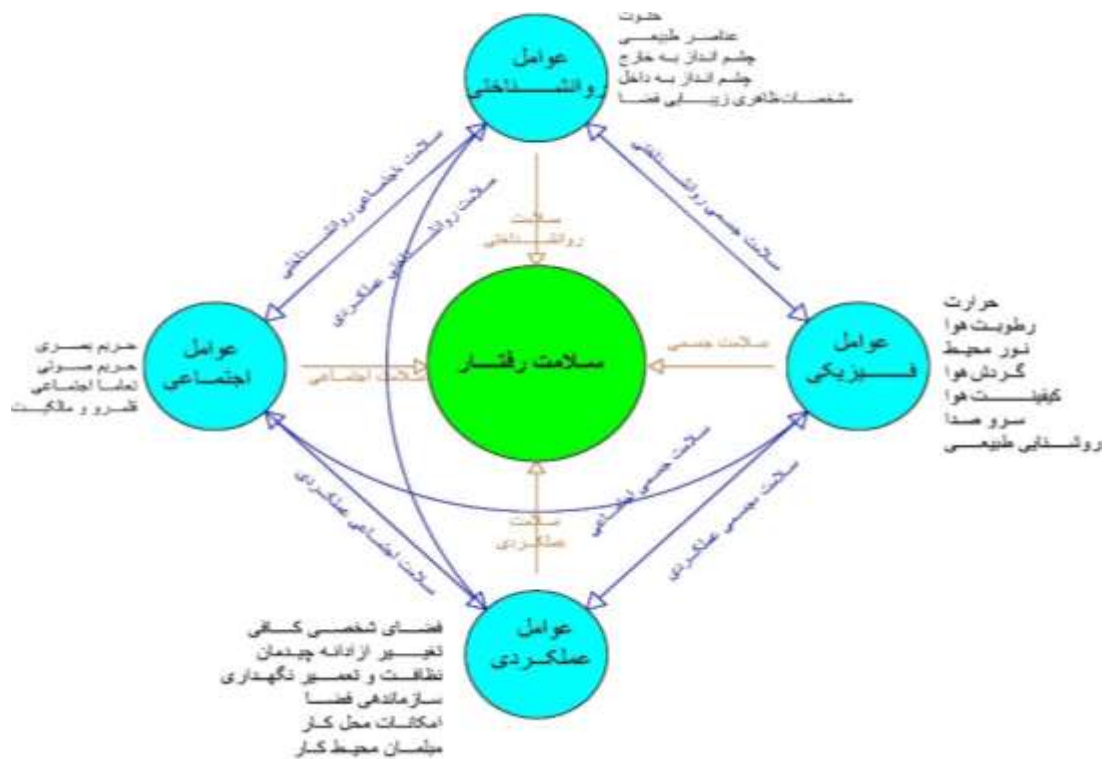 خلوت
عناصر طبیعی
چشم انداز به خارج
چشم انداز به داخل
مشخصات ظاهری زیبایی فضا
عوامل
روانشناختی
سلامت اجتماعی روانشناختی
سلامت روانشناختی عملکردی
سلامت
روانشناختی
سلامت جسمی روانشناختی
حرارت
رطوبت هوا
نور محیط
گردش هوا
کیفیت هوا
سرو صدا
روشنایی طبیعی
عوامل
فیزیکی
سلامت جسمی
سلامت رفتار
سلامت اجتماعی
عوامل
اجتماعی
حریم بصری
حریم صوتی
تماسا اجتماعی
قلمرو و مالکیت
سلامت اجتماعی عملکردی
سلامت
عملکردی
سلامت جسمی اجتماعی
سلامت جسمی عملکردی
عوامل
عملکردی
فضای شخصی کافی
تغییر ازادانه چیدمان
نظافت و تعمیر نگهداری
سازماندهی فضا
امکانات محل کار
مبلمان محیط کار